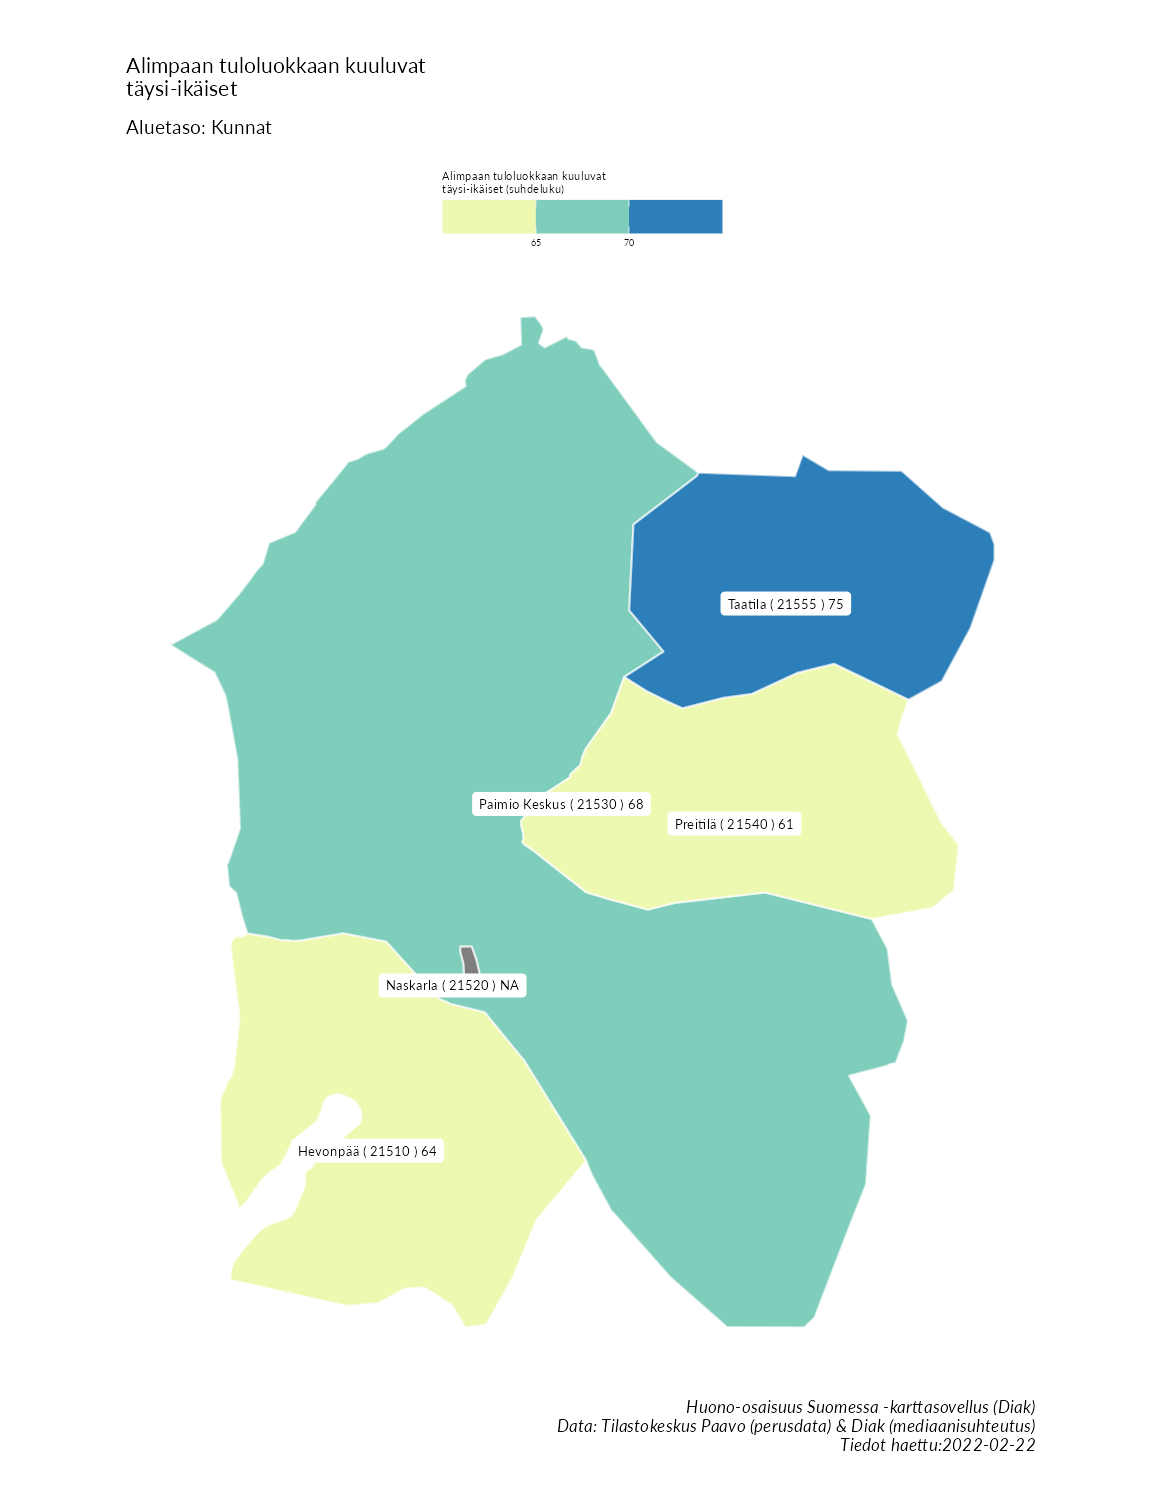 Alimpaan tuloluokkaan kuuluvat
täysi-ikäiset
Aluetaso: Kunnat
Alimpaan tuloluokkaan kuuluvat
täysi-ikäiset (suhdeluku)
65 70
Taatila ( 21555 ) 75
Paimio Keskus ( 21530 ) 68
Preitilä ( 21540 ) 61
Naskarla ( 21520 ) NA
Hevonpää ( 21510 ) 64
Huono-osaisuus Suomessa -karttasovellus (Diak)
Data: Tilastokeskus Paavo (perusdata) & Diak (mediaanisuhteutus)
Tiedot haettu:2022-02-22